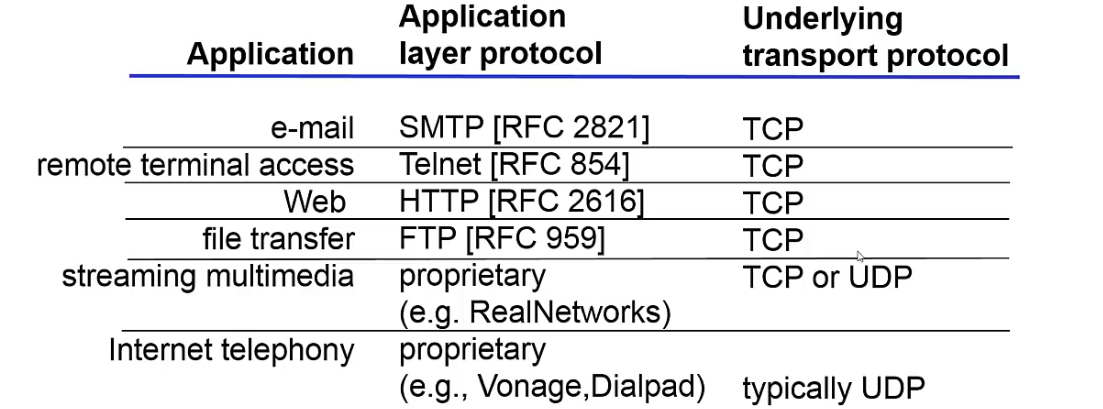 Application Application layer protocol Underlying transport protocol
e-mail SMTP [RFC 2821] TCP
remote terminal access Telnet [RFC 854] TCP
Web HTTP [RFC 2616] TCP
file transfer FTP [RFC 959] TCP
streaming multimedia proprietary TCP or UDP
(e.g. RealNetworks)
Internet telephony proprietary
(e.g., Vonage,Dialpad) typically UDP